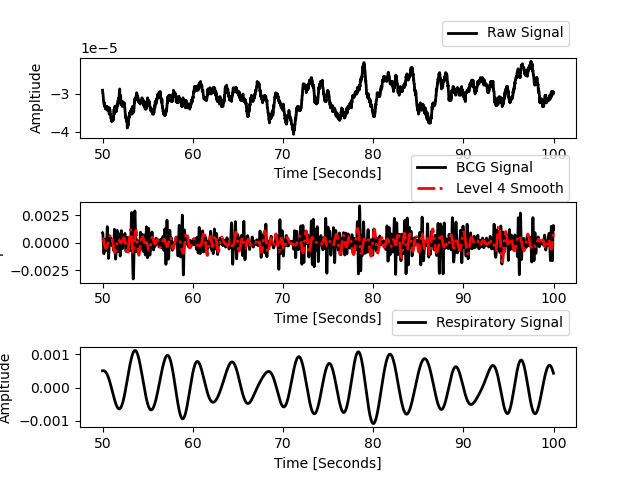 Raw Signal
1e−5
Ampltiude
−3
−4
50 60 70 80 90 100
Time [Seconds]
BCG Signal
Level 4 Smooth
0.0025
0.0000
−0.0025
50 60 70 80 90 100
Time [Seconds]
Respiratory Signal
Ampltiude
0.001
0.000
−0.001
50 60 70 80 90 100
Time [Seconds]